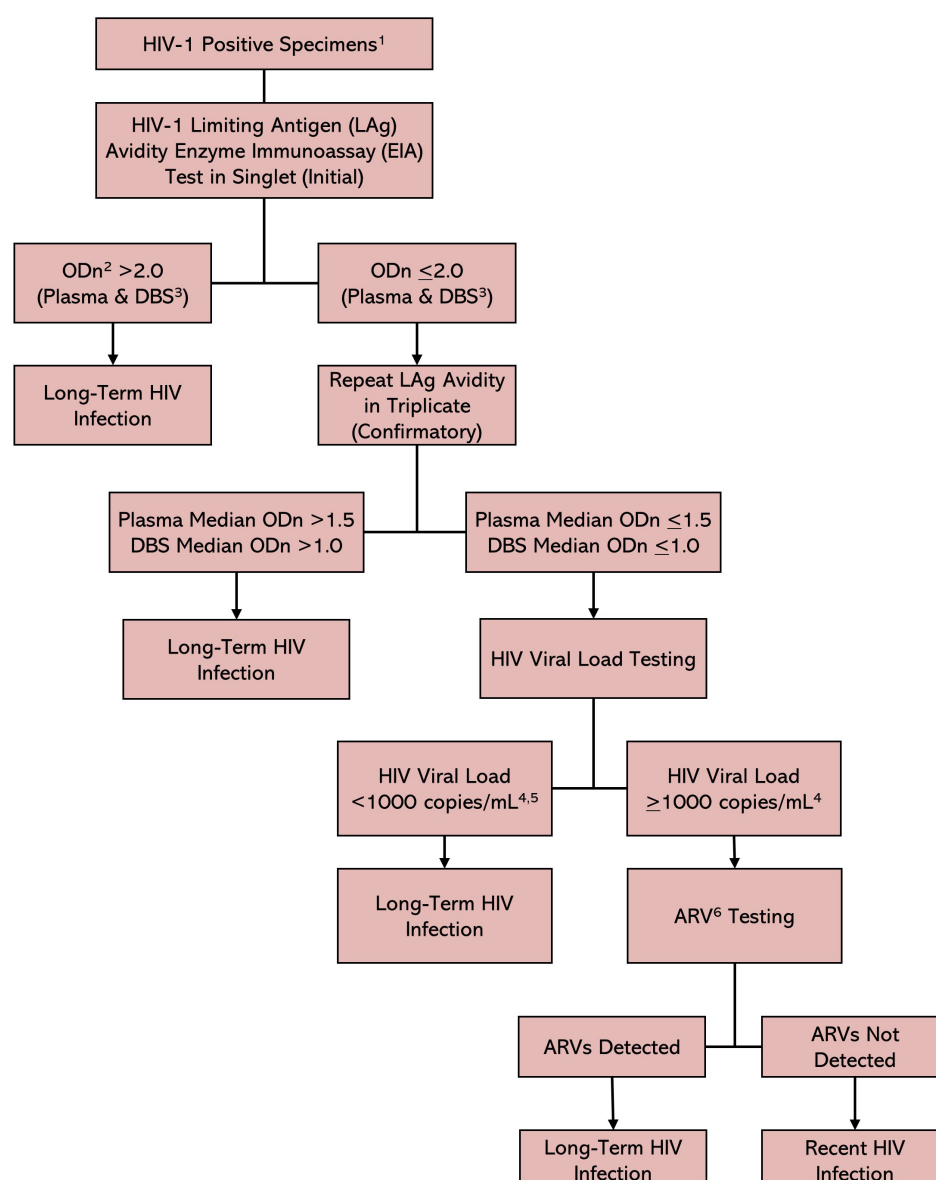 HIV-1 Positive Specimens¹
HIV-1 Limiting Antigen (LAg)
Avidity Enzyme Immunoassay (EIA)
Test in Singlet (Initial)
ODn² >2.0
(Plasma & DBS³)
ODn ≤2.0
(Plasma & DBS³)
Long-Term HIV
Infection
Repeat LAg Avidity
in Triplicate
(Confirmatory)
Plasma Median ODn >1.5
DBS Median ODn >1.0
Plasma Median ODn ≤1.5
DBS Median ODn ≤1.0
Long-Term HIV
Infection
HIV Viral Load Testing
HIV Viral Load
<1000 copies/mL⁴,⁵
HIV Viral Load
≥1000 copies/mL⁴
Long-Term HIV
Infection
ARV⁶ Testing
ARVs Detected
ARVs Not
Detected
Long-Term HIV
Infection
Recent HIV
Infection